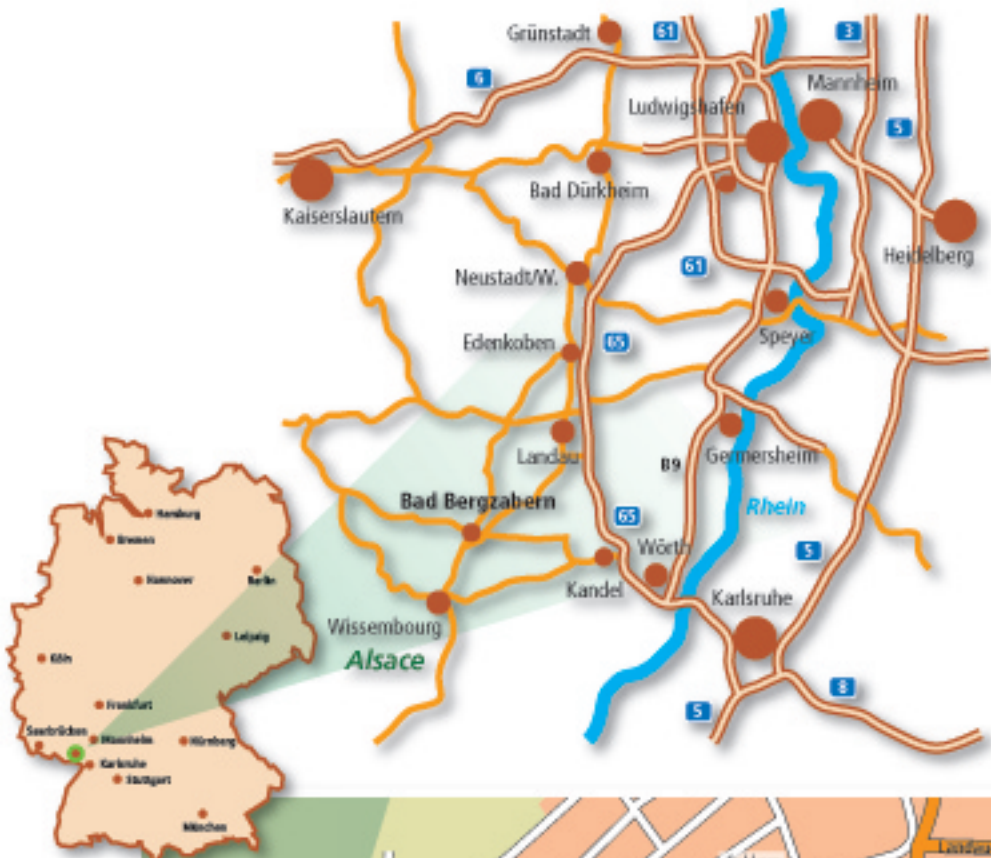 Grünstadt
61
3
6
Mannheim
Ludwigshafen
5
Bad Dürkheim
Kaiserslautern
Heidelberg
Neustadt/W.
61
Speyer
Edenkoben
65
Landau
B9
Germersheim
Bad Bergzabern
65
Rhein
Wörth
5
Kandel
Karlsruhe
Wissembourg
Alsace
8
5
Hamburg
Bremen
Hannover
Berlin
Leipzig
Köln
Frankfurt
Saarbrücken
Mannheim
Nürnberg
Karlsruhe
Stuttgart
München
Landau